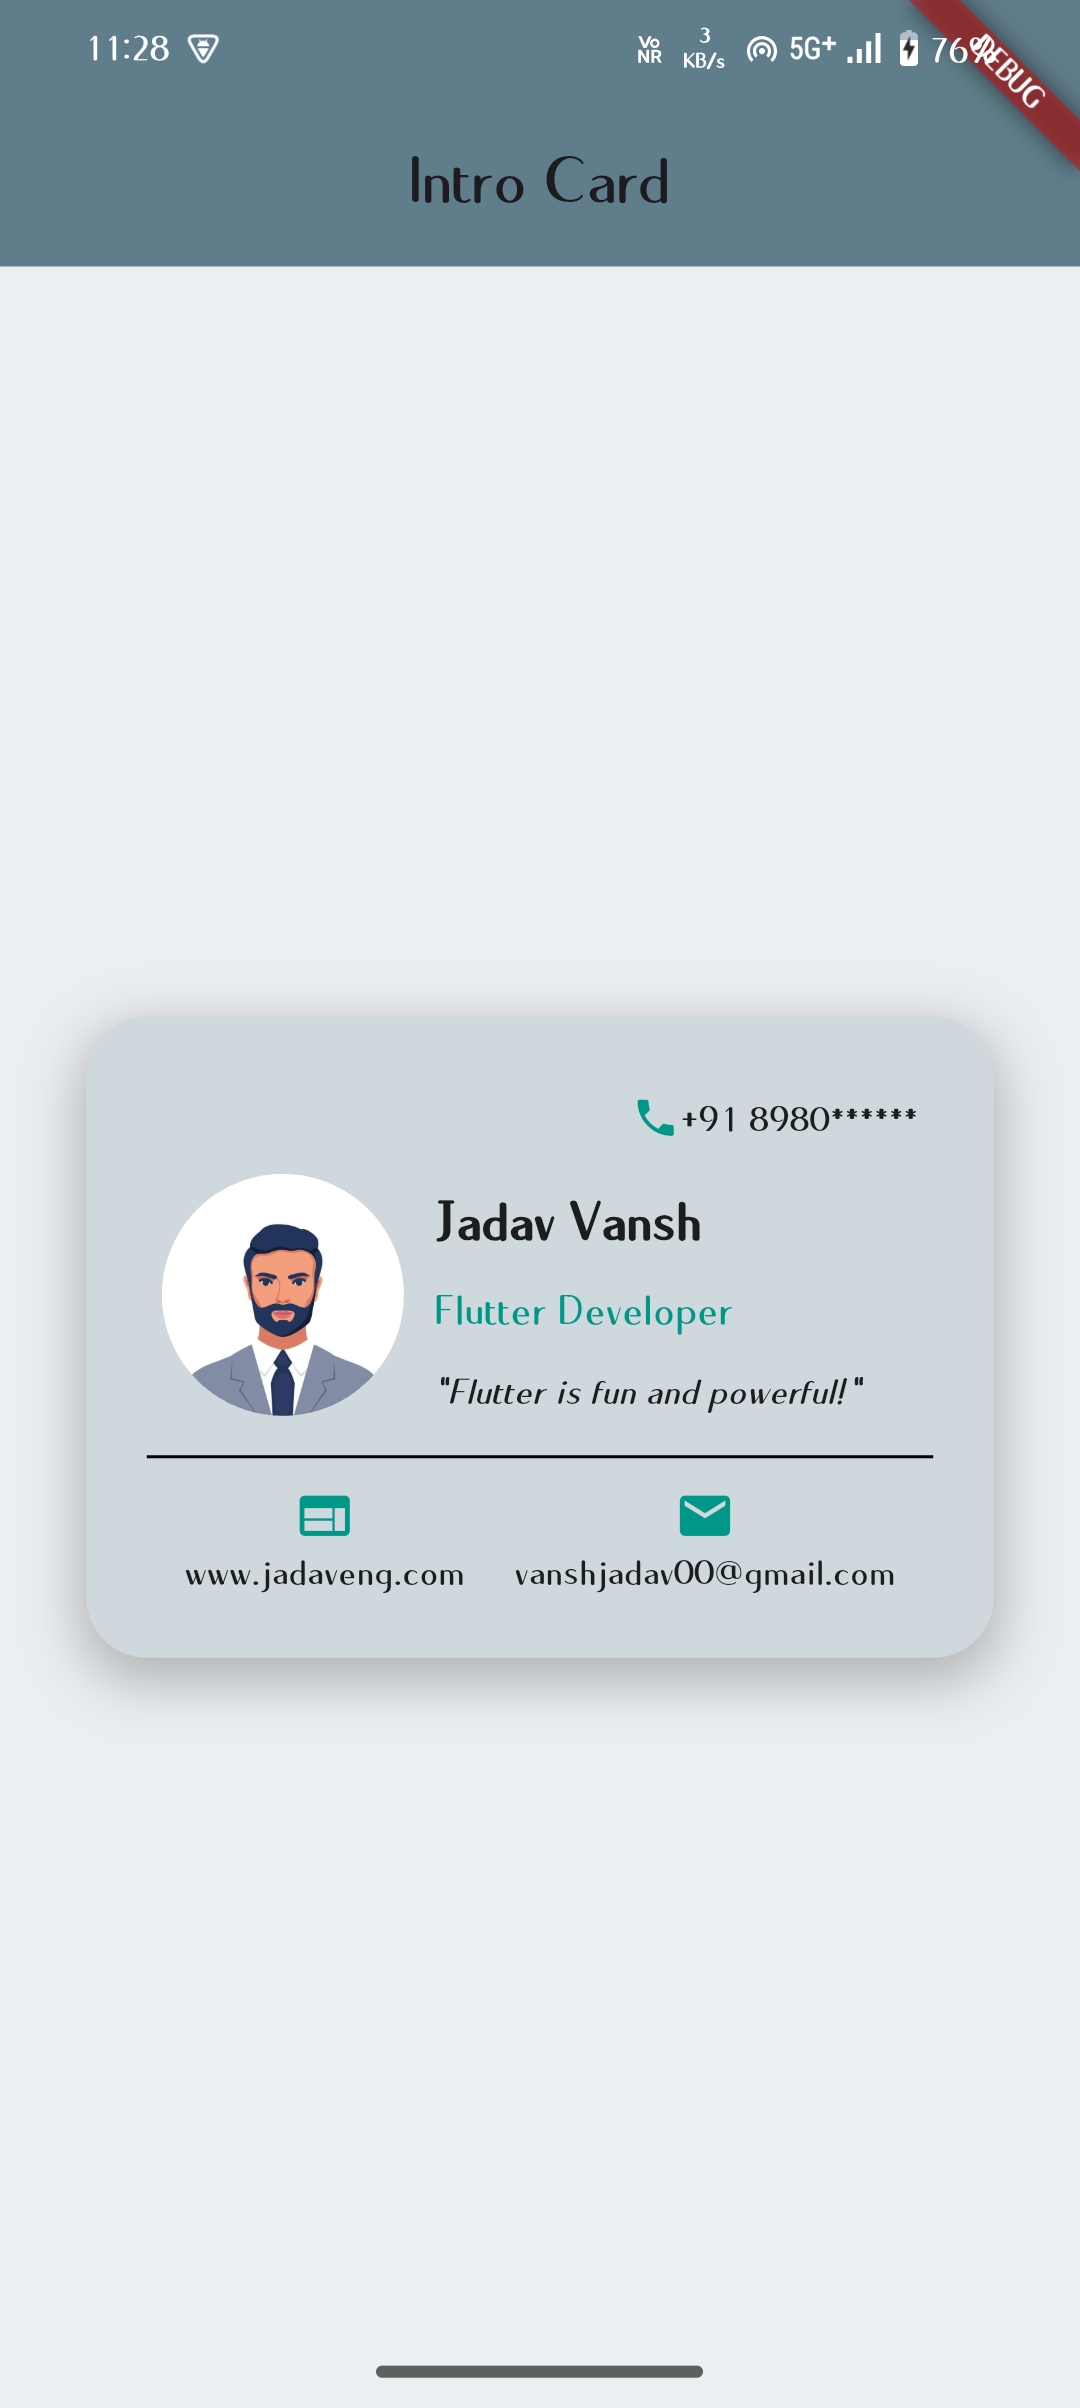 11:28
Vo NR
3 KB/s
5G+
76%
DEBUG
Intro Card
+91 8980******
Jadav Vansh
Flutter Developer
"Flutter is fun and powerful!"
www.jadaveng.com
vanshjadav00@gmail.com